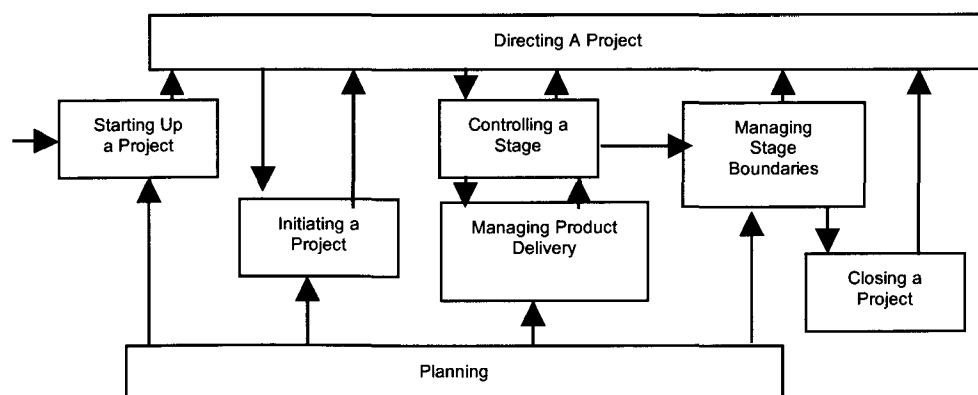 Directing A Project
Starting Up
a Project
Controlling a
Stage
Managing
Stage
Boundaries
Initiating a
Project
Managing Product
Delivery
Closing a
Project
Planning